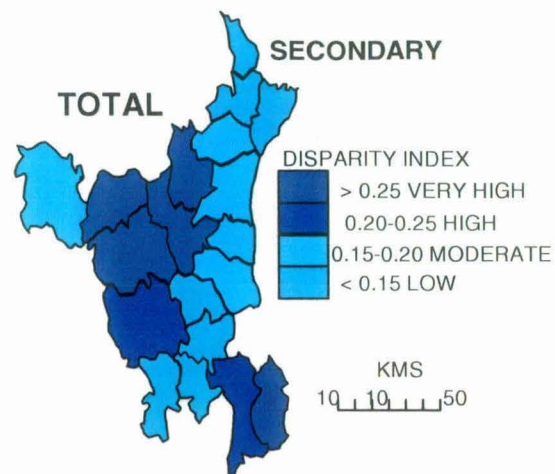 SECONDARY
TOTAL
DISPARITY INDEX
> 0.25 VERY HIGH
0.20-0.25 HIGH
0.15-0.20 MODERATE
< 0.15 LOW
KMS
10 10 50